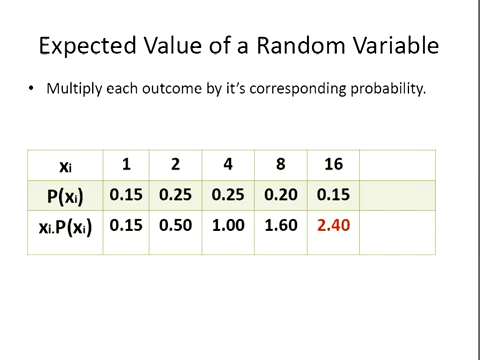 Expected Value of a Random Variable
• Multiply each outcome by it's corresponding probability.
xi 1 2 4 8 16
P(xi) 0.15 0.25 0.25 0.20 0.15
xi.P(xi) 0.15 0.50 1.00 1.60 2.40